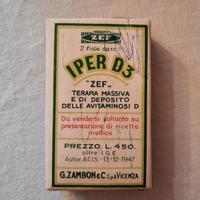 ZEF
2 fiale da cc.1
IPER D3
"ZEF"
TERAPIA MASSIVA
E DI DEPOSITO
DELLE AVITAMINOSI D
Da vendersi soltanto su
presentazione di ricetta
medica
PREZZO L. 450.
oltre I.G.E
Autor. ACIS. -13-12-1947
G.ZAMBON&C.S.p.A VICENZA